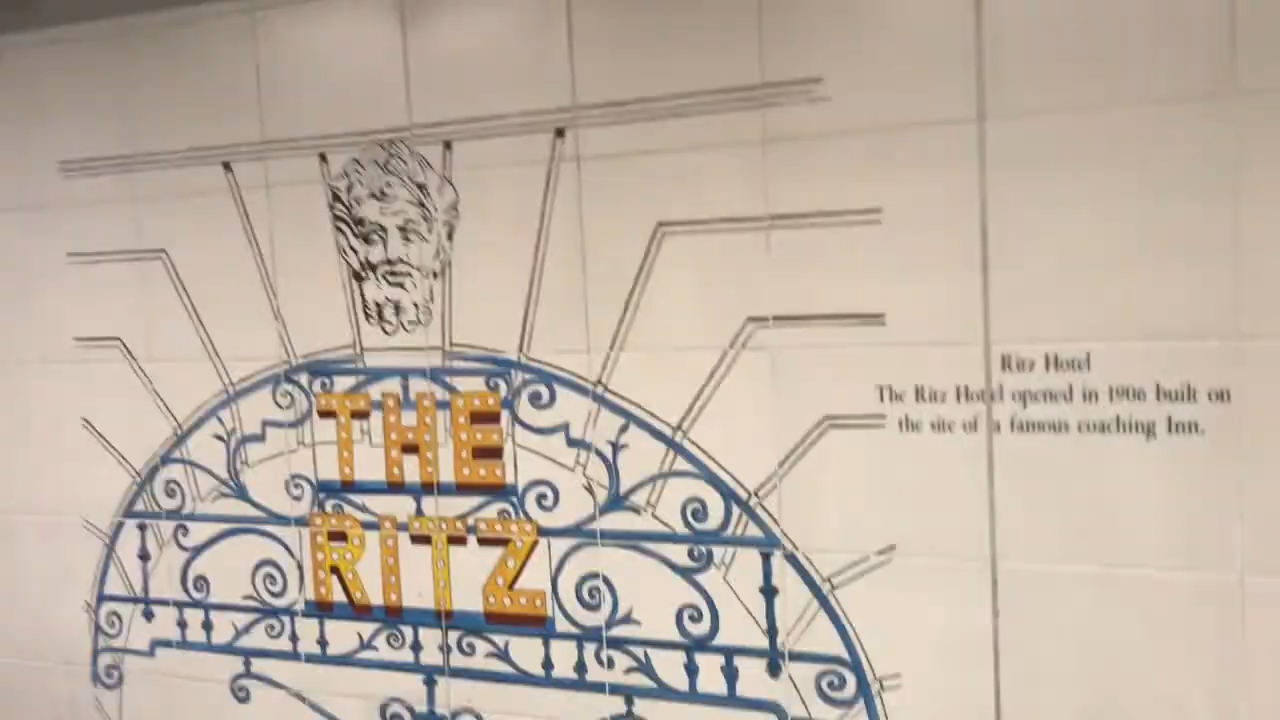 THE
RITZ
Ritz Hotel
The Ritz Hotel opened in 1906 built on
the site of a famous coaching Inn.